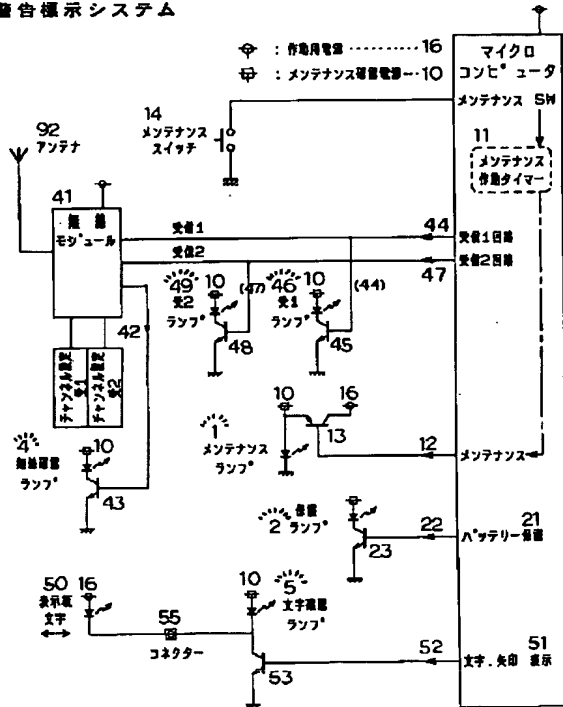 警告標示システム
: 作動用電源 ‥‥‥‥ 16
: メンテナンス確認電源‥ 10
マイクロ
コンピュータ
メンテナンス SW
14
メンテナンス
スイッチ
11
メンテナンス
作動タイマー
92
アンテナ
41
無線
モジュール
受信1
44
受信1回路
受信2
47
受信2回路
49 10
受2
ランプ
(47)
48
46 10
受1
ランプ
(44)
45
42
チャンネル設定
受1
チャンネル設定
受2
4 10
ランプ
43
10 16
1
メンテナンス
ランプ
13
12
メンテナンス
2
保護
ランプ
23
22
21
バッテリー保護
50 16
表示板
文字
55
コネクター
10 5
文字確認
ランプ
53
52
51
文字.矢印 表示